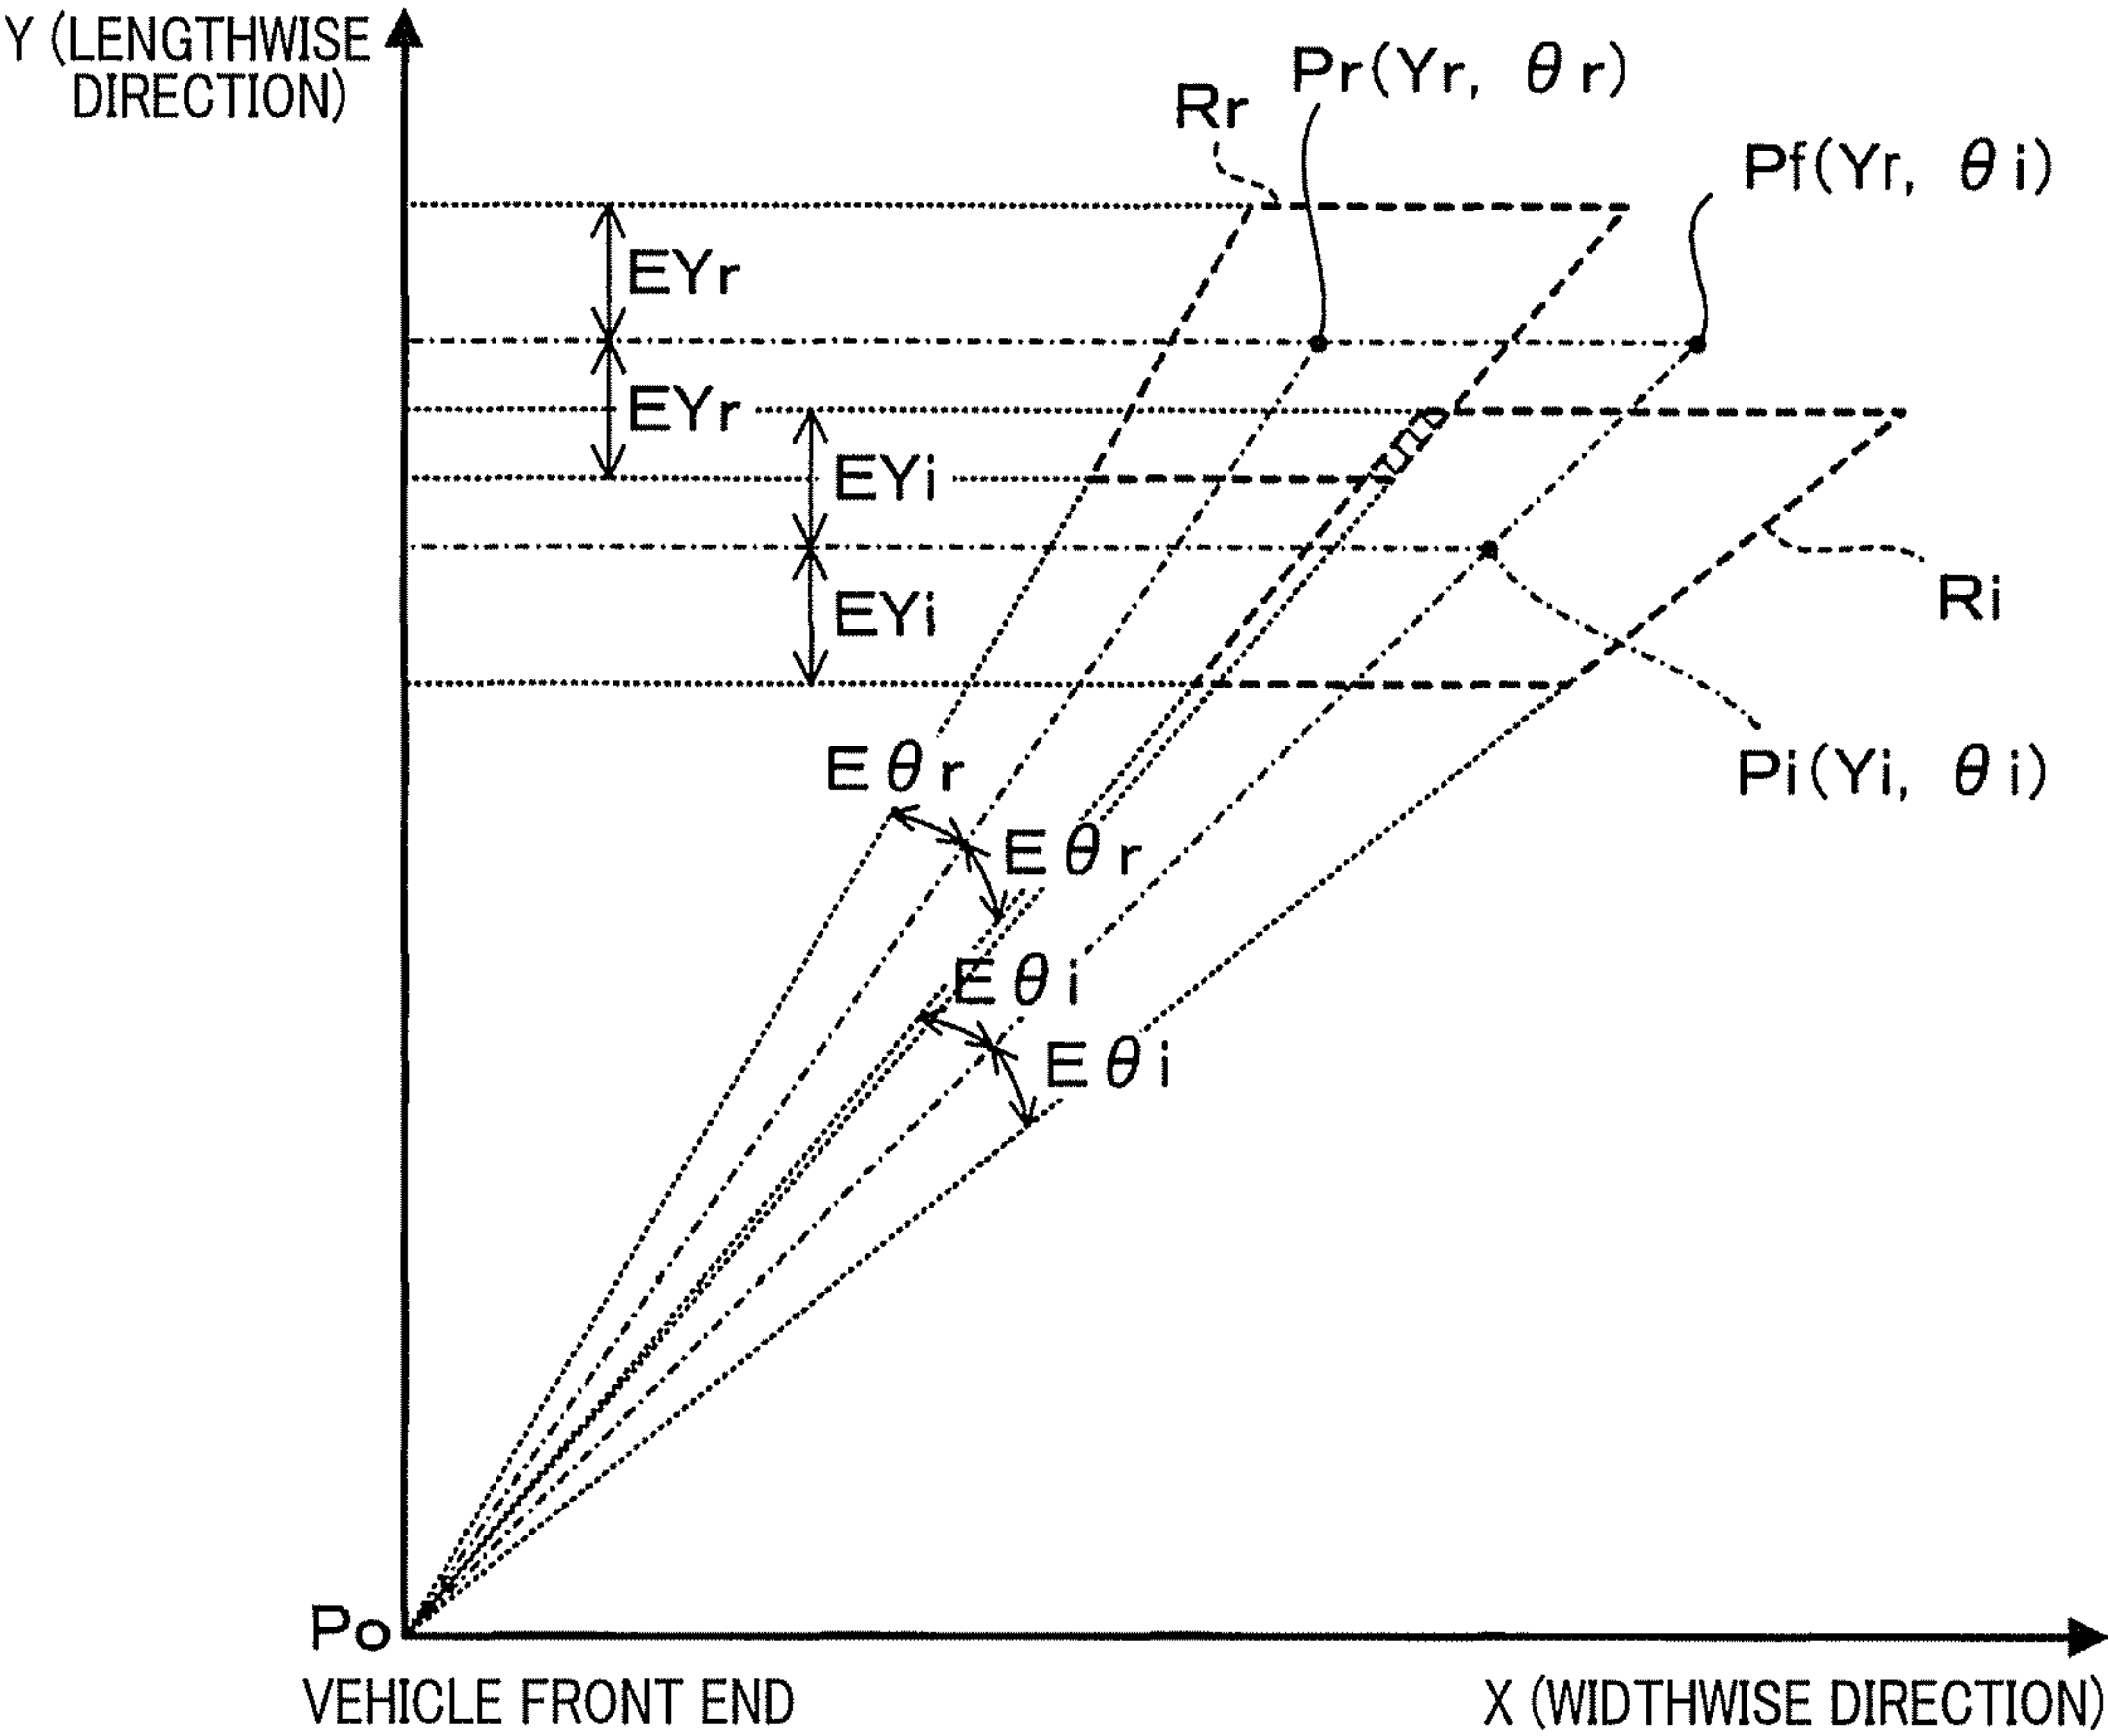 Y (LENGTHWISE
DIRECTION)
Pr(Yr, θr)
Rr
Pf(Yr, θi)
EYr
EYr
EYi
EYi
Ri
Pi(Yi, θi)
Eθr
Eθr
Eθi
Eθi
Po
VEHICLE FRONT END
X (WIDTHWISE DIRECTION)